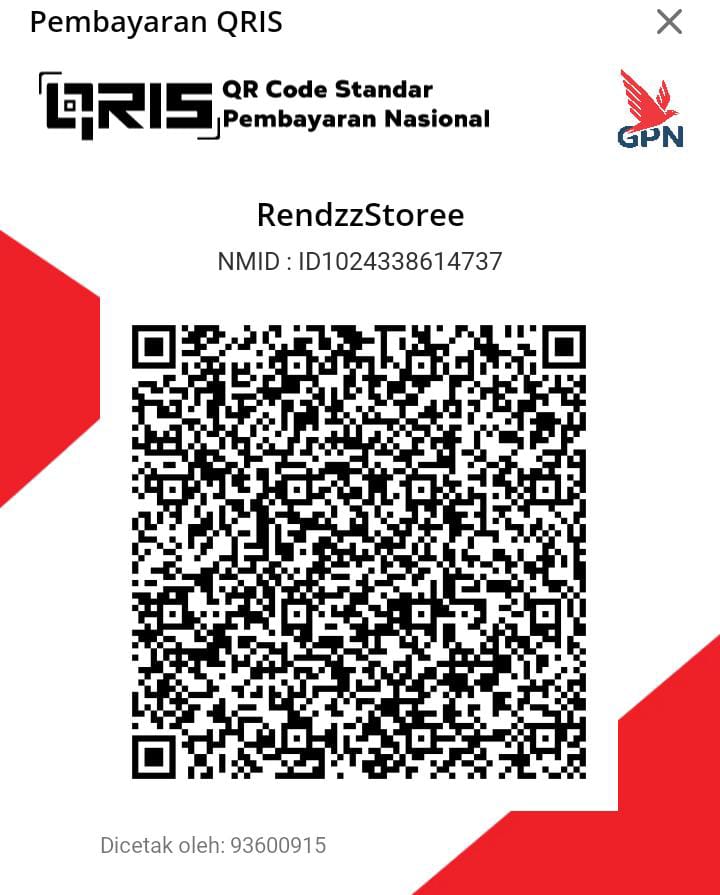 Pembayaran QRIS
QRIS
QR Code Standar
Pembayaran Nasional
GPN
RendzzStoree
NMID : ID1024338614737
Dicetak oleh: 93600915